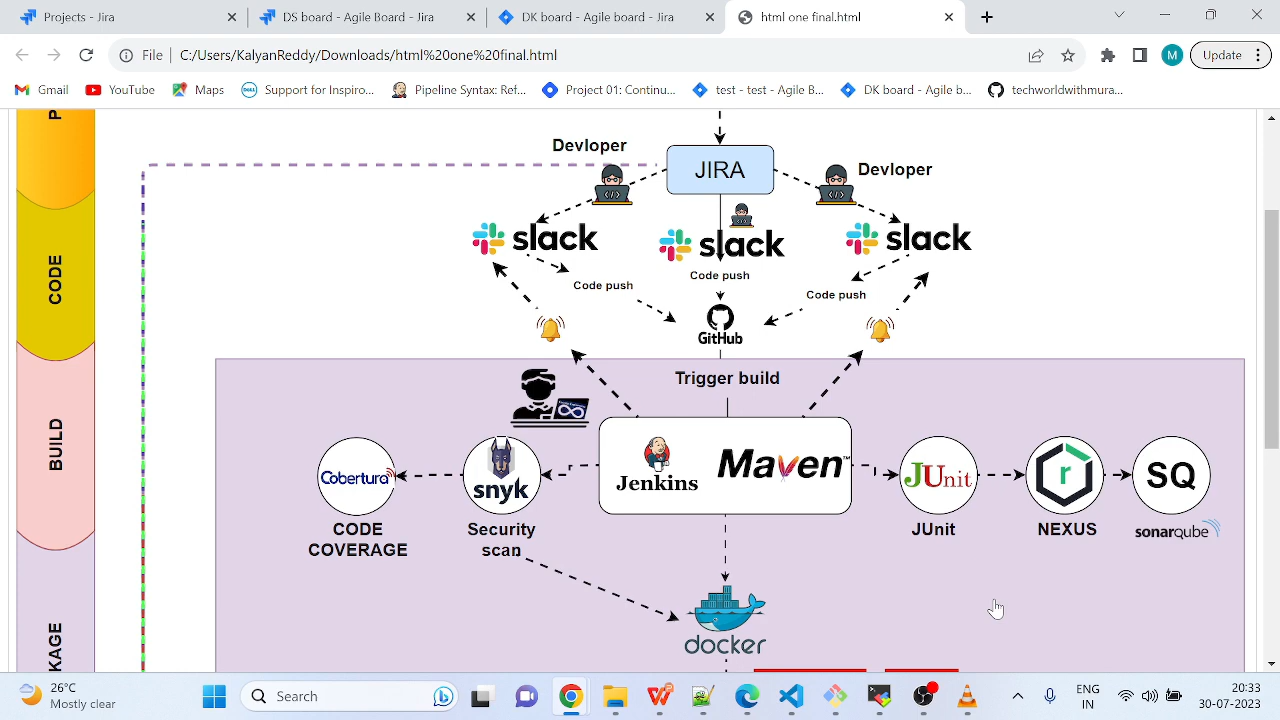 Projects - Jira
DS board - Agile Board - Jira
DK board - Agile board - Jira
html one final.html
File
C:/Users/KalyanReddy/Downloads/html%20one%20final.html
M
Update
Gmail
YouTube
Maps
DELL
Support for Inspiro...
Pipeline Syntax: Ref...
Project 01: Continu...
test - test - Agile B...
DK board - Agile b...
techworldwithmura...
P
CODE
BUILD
KAGE
Devloper
JIRA
Devloper
slack
slack
slack
Code push
Code push
Code push
GitHub
Trigger build
Jenkins
Maven™
Cobertura
snyk
JUnit
SQ
CODE
COVERAGE
Security
scan
JUnit
NEXUS
sonarqube
docker
26°C
Mostly clear
Search
ENG
IN
20:33
30-07-2023